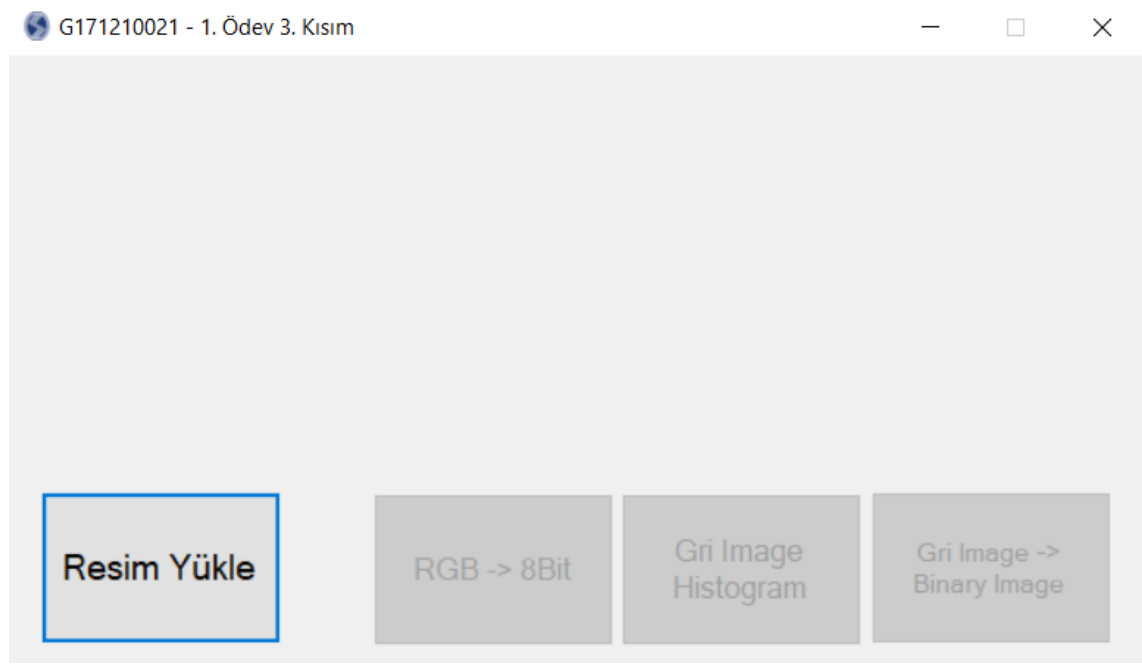 G171210021 - 1. Ödev 3. Kısım
Resim Yükle
RGB -> 8Bit
Gri Image
Histogram
Gri Image ->
Binary Image